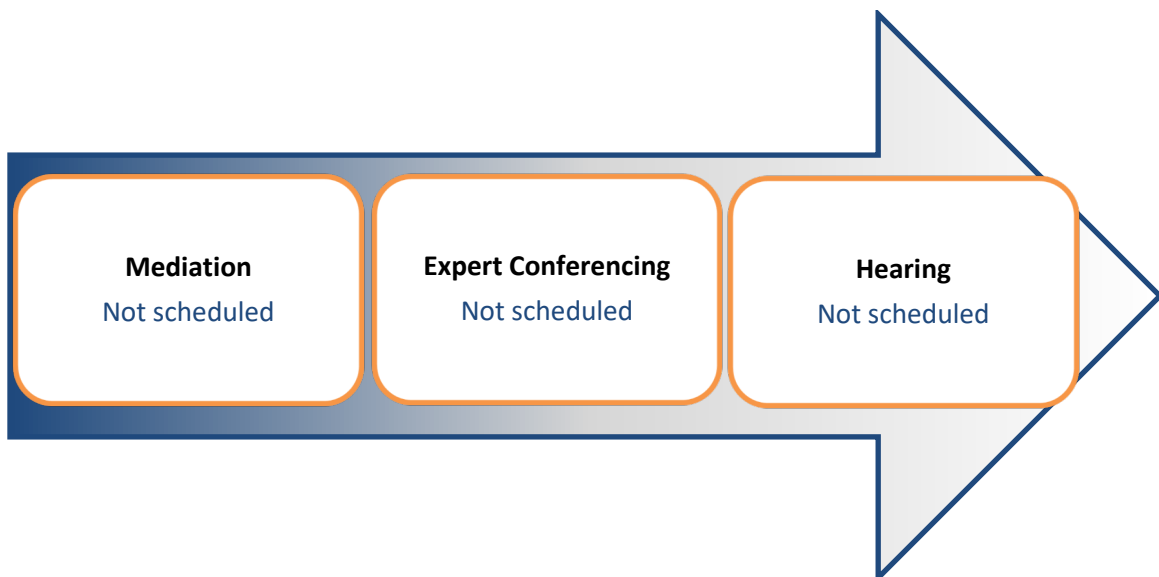 Mediation
Not scheduled
Expert Conferencing
Not scheduled
Hearing
Not scheduled